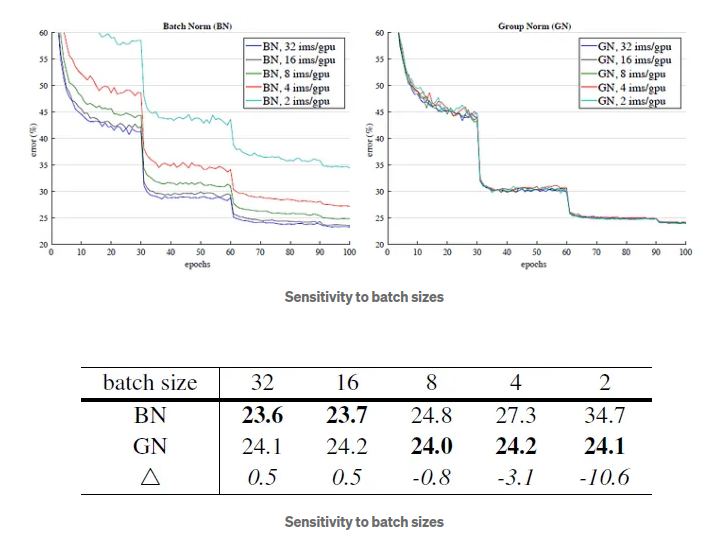 Batch Norm (BN)
60
55
50
45
40
35
30
25
20
error (%)
BN, 32 ims/gpu
BN, 16 ims/gpu
BN, 8 ims/gpu
BN, 4 ims/gpu
BN, 2 ims/gpu
0 10 20 30 40 50 60 70 80 90 100
epochs
Group Norm (GN)
60
55
50
45
40
35
30
25
20
error (%)
GN, 32 ims/gpu
GN, 16 ims/gpu
GN, 8 ims/gpu
GN, 4 ims/gpu
GN, 2 ims/gpu
0 10 20 30 40 50 60 70 80 90 100
epochs
Sensitivity to batch sizes
batch size 32 16 8 4 2
BN 23.6 23.7 24.8 27.3 34.7
GN 24.1 24.2 24.0 24.2 24.1
△ 0.5 0.5 -0.8 -3.1 -10.6
Sensitivity to batch sizes